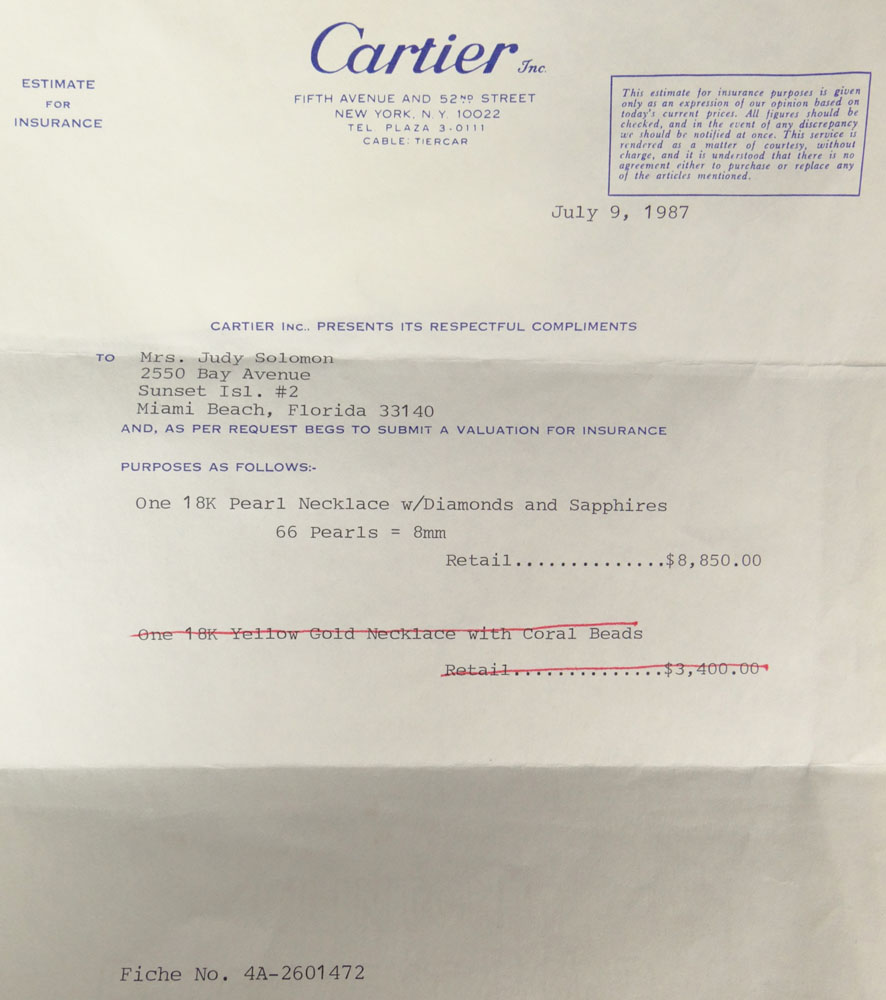 Cartier Inc.
ESTIMATE
FOR
INSURANCE
FIFTH AVENUE AND 52ND STREET
NEW YORK, N.Y. 10022
TEL PLAZA 3-0111
CABLE: TIERCAR
This estimate for insurance purposes is given
only as an expression of our opinion based on
today's current prices. All figures should be
checked, and in the event of any discrepancy
we should be notified at once. This service is
rendered as a matter of courtesy, without
charge, and it is understood that there is no
agreement either to purchase or replace any
of the articles mentioned.
July 9, 1987
CARTIER INC., PRESENTS ITS RESPECTFUL COMPLIMENTS
TO Mrs. Judy Solomon
2550 Bay Avenue
Sunset Isl. #2
Miami Beach, Florida 33140
AND, AS PER REQUEST BEGS TO SUBMIT A VALUATION FOR INSURANCE
PURPOSES AS FOLLOWS:-
One 18K Pearl Necklace w/Diamonds and Sapphires
66 Pearls = 8mm
Retail..............$8,850.00
One 18K Yellow Gold Necklace with Coral Beads
Retail..............$3,400.00
Fiche No. 4A-2601472